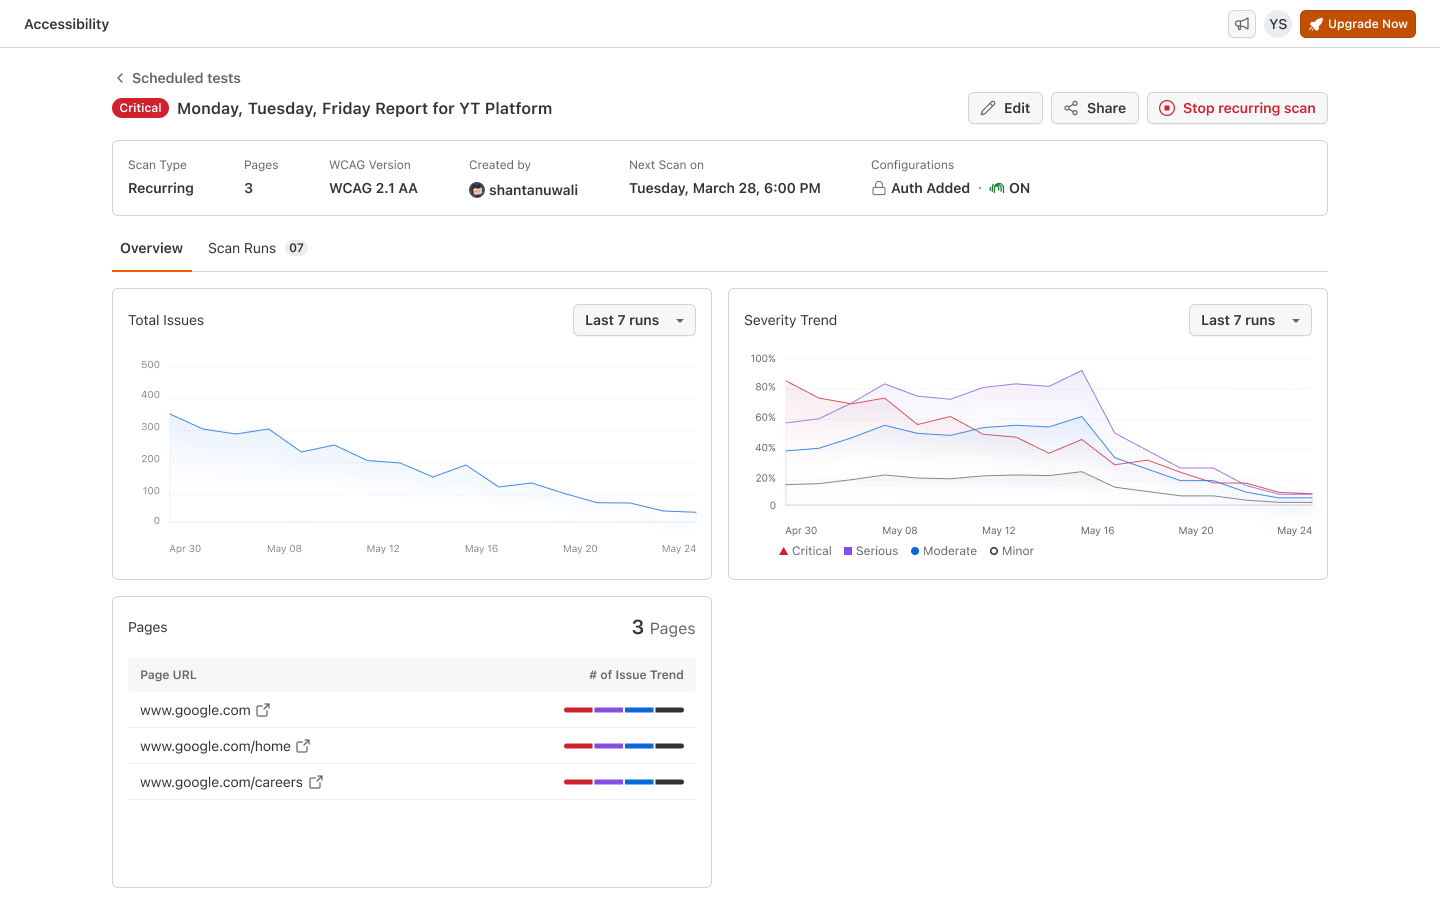 Accessibility
YS
Upgrade Now
Scheduled tests
Critical
Monday, Tuesday, Friday Report for YT Platform
Edit
Share
Stop recurring scan
Scan Type
Recurring
Pages
3
WCAG Version
WCAG 2.1 AA
Created by
shantanuwali
Next Scan on
Tuesday, March 28, 6:00 PM
Configurations
Auth Added · ON
Overview
Scan Runs 07
Total Issues
Last 7 runs
500
400
300
200
100
0
Apr 30 May 08 May 12 May 16 May 20 May 24
Severity Trend
Last 7 runs
100%
80%
60%
40%
20%
0
Apr 30 May 08 May 12 May 16 May 20 May 24
Critical Serious Moderate Minor
Pages
3 Pages
Page URL # of Issue Trend
www.google.com
www.google.com/home
www.google.com/careers